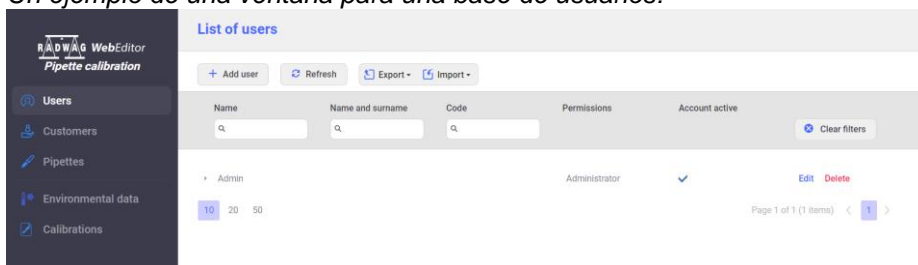 Un ejemplo de una ventana para una base de usuarios:
RADWAG WebEditor
Pipette calibration
Users
Customers
Pipettes
Environmental data
Calibrations
List of users
+ Add user Refresh Export Import
Name Name and surname Code Permissions Account active
Clear filters
Admin Administrator Edit Delete
10 20 50 Page 1 of 1 (1 items) < 1 >